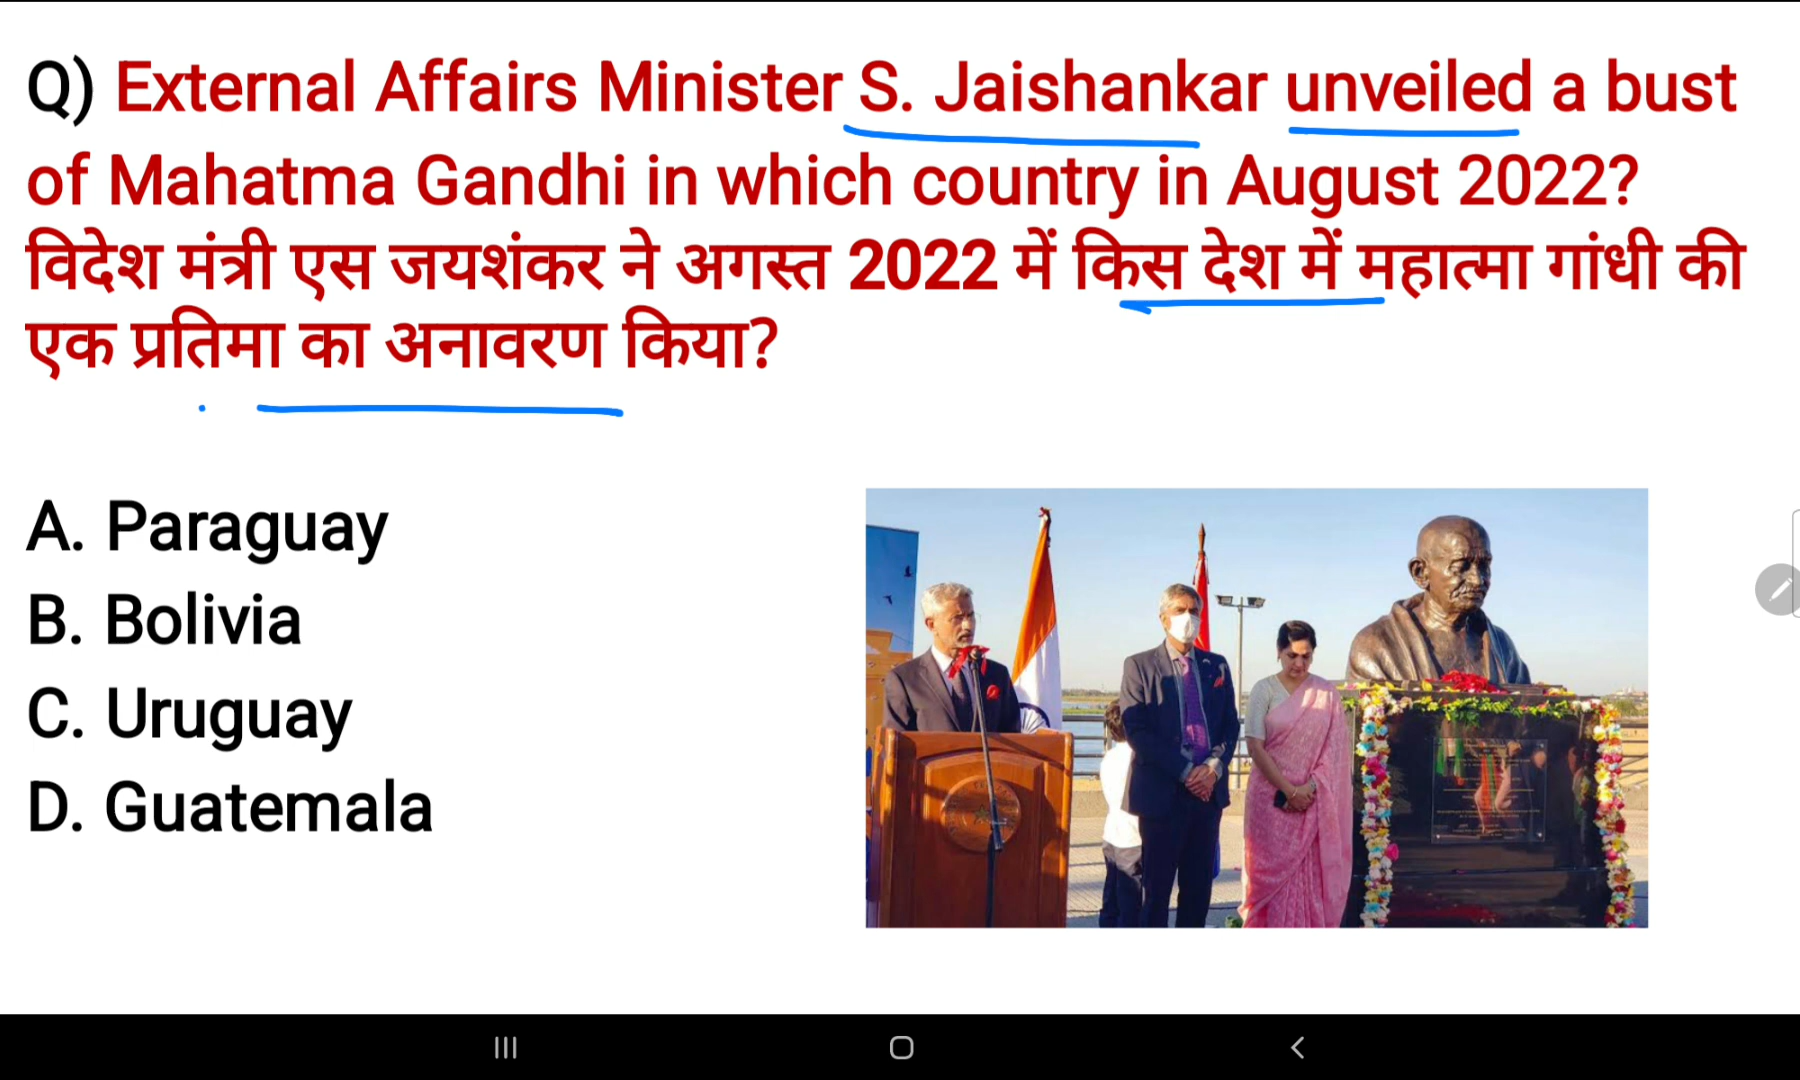 Q) External Affairs Minister S. Jaishankar unveiled a bust
of Mahatma Gandhi in which country in August 2022?
विदेश मंत्री एस जयशंकर ने अगस्त 2022 में किस देश में महात्मा गांधी की
एक प्रतिमा का अनावरण किया?
A. Paraguay
B. Bolivia
C. Uruguay
D. Guatemala